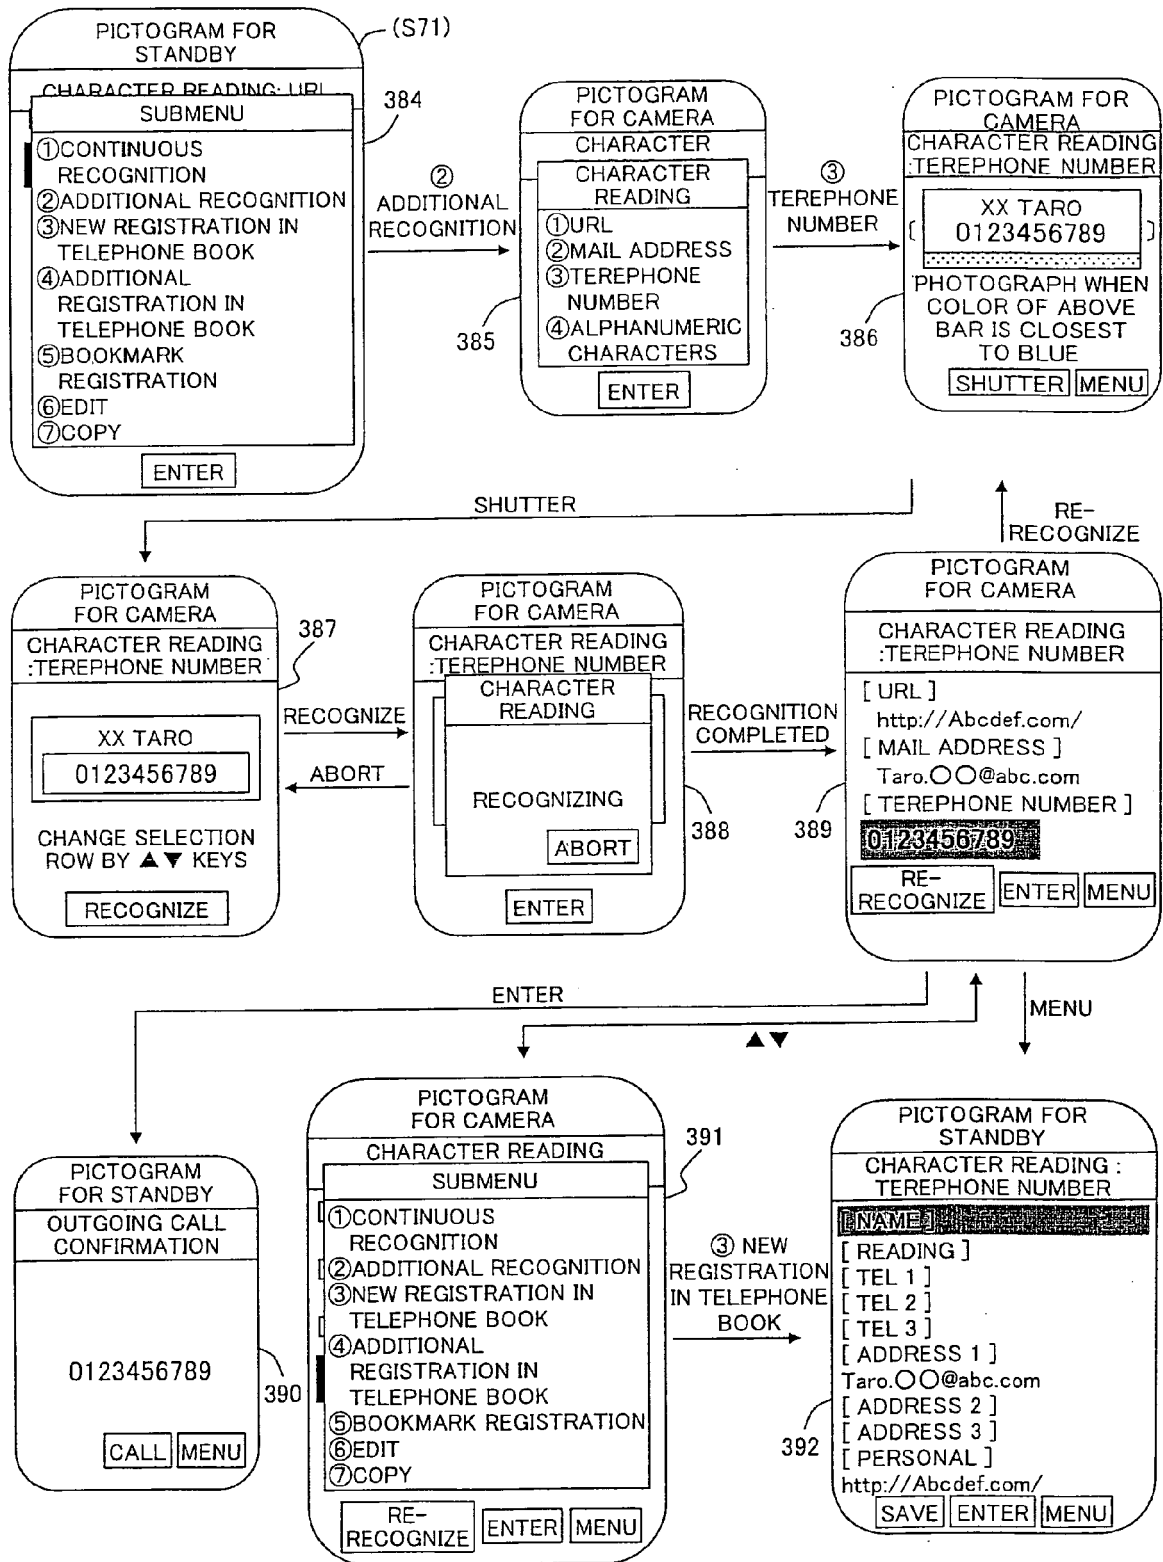 PICTOGRAM FOR
STANDBY
(S71)
CHARACTER READING: URL
SUBMENU
384
①CONTINUOUS
RECOGNITION
②ADDITIONAL RECOGNITION
③NEW REGISTRATION IN
TELEPHONE BOOK
④ADDITIONAL
REGISTRATION IN
TELEPHONE BOOK
⑤BOOKMARK
REGISTRATION
⑥EDIT
⑦COPY
ENTER
②
ADDITIONAL
RECOGNITION
PICTOGRAM
FOR CAMERA
CHARACTER
CHARACTER
READING
①URL
②MAIL ADDRESS
③TEREPHONE
NUMBER
④ALPHANUMERIC
CHARACTERS
ENTER
385
③
TEREPHONE
NUMBER
PICTOGRAM FOR
CAMERA
CHARACTER READING
:TEREPHONE NUMBER
XX TARO
0123456789
PHOTOGRAPH WHEN
COLOR OF ABOVE
BAR IS CLOSEST
TO BLUE
SHUTTER MENU
386
SHUTTER
RE-
RECOGNIZE
PICTOGRAM
FOR CAMERA
CHARACTER READING
:TEREPHONE NUMBER
387
XX TARO
0123456789
CHANGE SELECTION
ROW BY ▲▼ KEYS
RECOGNIZE
RECOGNIZE
ABORT
PICTOGRAM
FOR CAMERA
CHARACTER READING
:TEREPHONE NUMBER
CHARACTER
READING
RECOGNIZING
ABORT
ENTER
388
RECOGNITION
COMPLETED
PICTOGRAM
FOR CAMERA
CHARACTER READING
:TEREPHONE NUMBER
[ URL ]
http://Abcdef.com/
[ MAIL ADDRESS ]
Taro.○○@abc.com
[ TEREPHONE NUMBER ]
0123456789
RE-
RECOGNIZE ENTER MENU
389
ENTER
▲▼
MENU
PICTOGRAM
FOR STANDBY
OUTGOING CALL
CONFIRMATION
0123456789
CALL MENU
390
PICTOGRAM
FOR CAMERA
CHARACTER READING
SUBMENU
391
①CONTINUOUS
RECOGNITION
②ADDITIONAL RECOGNITION
③NEW REGISTRATION IN
TELEPHONE BOOK
④ADDITIONAL
REGISTRATION IN
TELEPHONE BOOK
⑤BOOKMARK REGISTRATION
⑥EDIT
⑦COPY
RE-
RECOGNIZE ENTER MENU
③ NEW
REGISTRATION
IN TELEPHONE
BOOK
PICTOGRAM FOR
STANDBY
CHARACTER READING :
TEREPHONE NUMBER
[ NAME ]
[ READING ]
[ TEL 1 ]
[ TEL 2 ]
[ TEL 3 ]
[ ADDRESS 1 ]
Taro.○○@abc.com
[ ADDRESS 2 ]
[ ADDRESS 3 ]
[ PERSONAL ]
http://Abcdef.com/
SAVE ENTER MENU
392